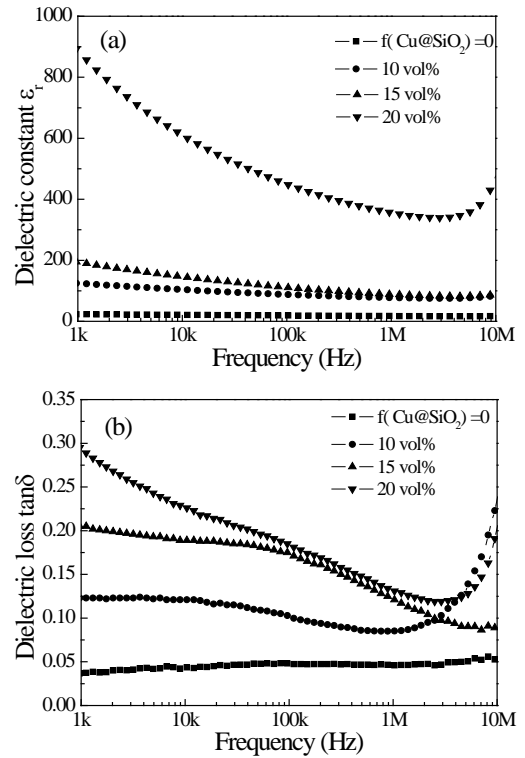 1000
(a)
f( Cu@SiO2) =0
10 vol%
15 vol%
20 vol%
800
600
400
200
0
Dielectric constant εr
1k
10k
100k
1M
10M
Frequency (Hz)
0.35
(b)
f( Cu@SiO2) =0
10 vol%
15 vol%
20 vol%
0.30
0.25
0.20
0.15
0.10
0.05
0.00
Dielectric loss tanδ
1k
10k
100k
1M
10M
Frequency (Hz)